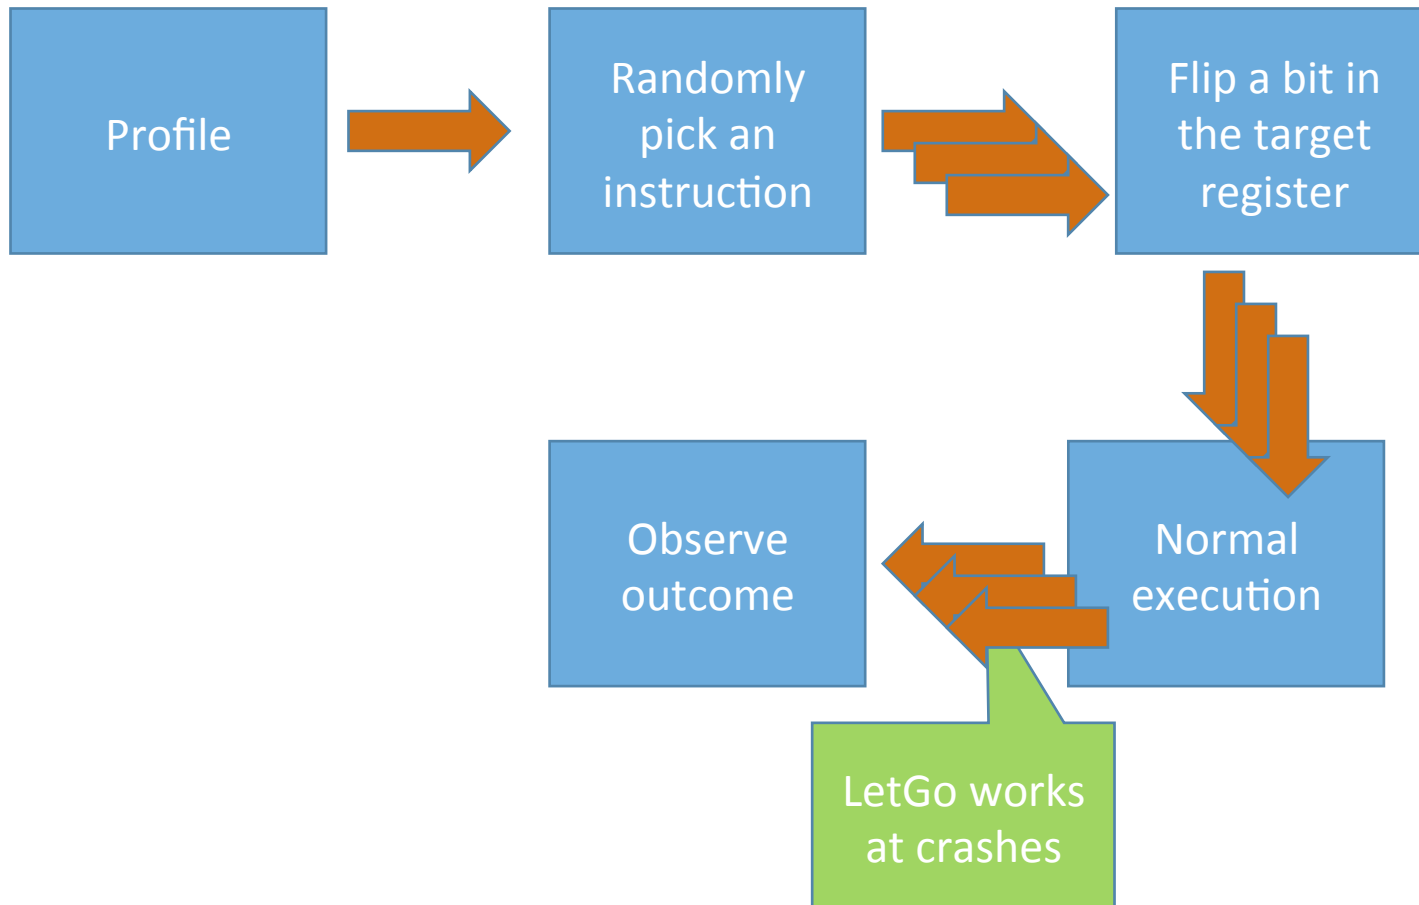 Profile
Randomly
pick an
instruction
Flip a bit in
the target
register
Observe
outcome
Normal
execution
LetGo works
at crashes